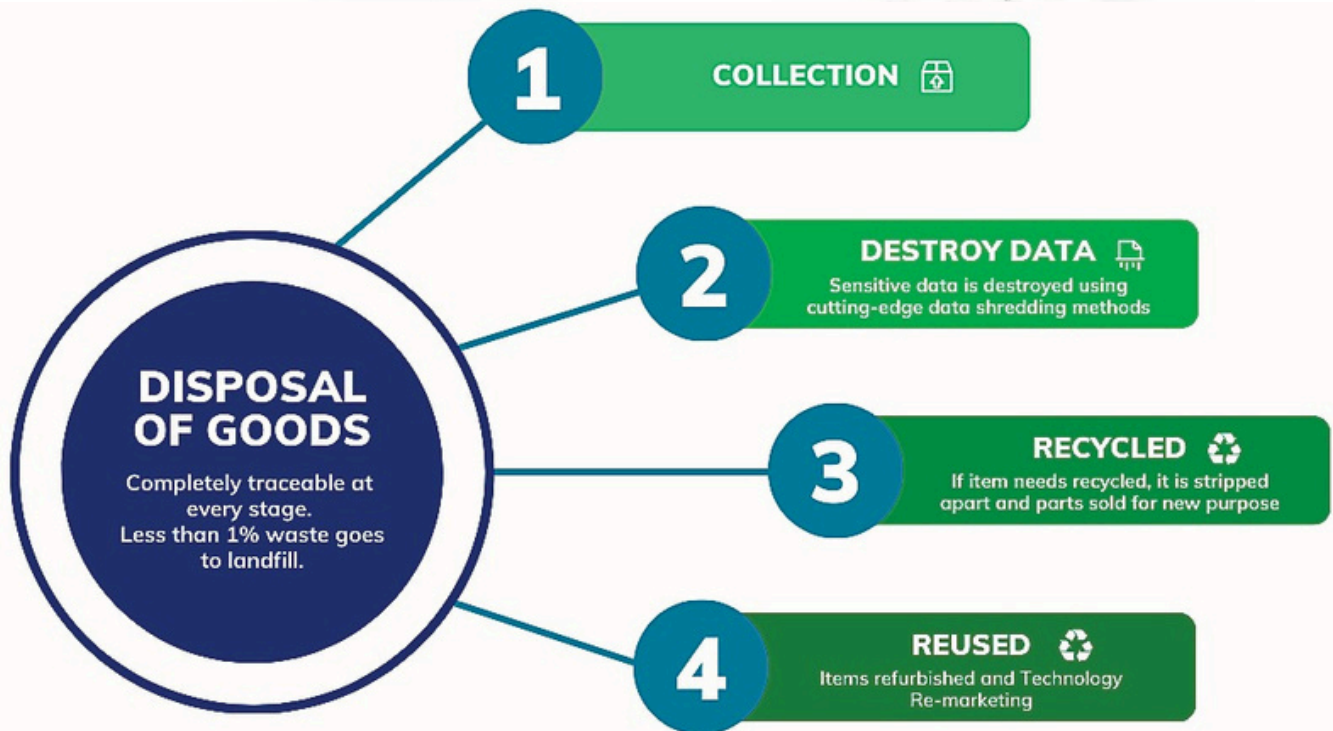 1
COLLECTION
2
DESTROY DATA
Sensitive data is destroyed using
cutting-edge data shredding methods
DISPOSAL
OF GOODS
Completely traceable at
every stage.
Less than 1% waste goes
to landfill.
3
RECYCLED
If item needs recycled, it is stripped
apart and parts sold for new purpose
4
REUSED
Items refurbished and Technology
Re-marketing